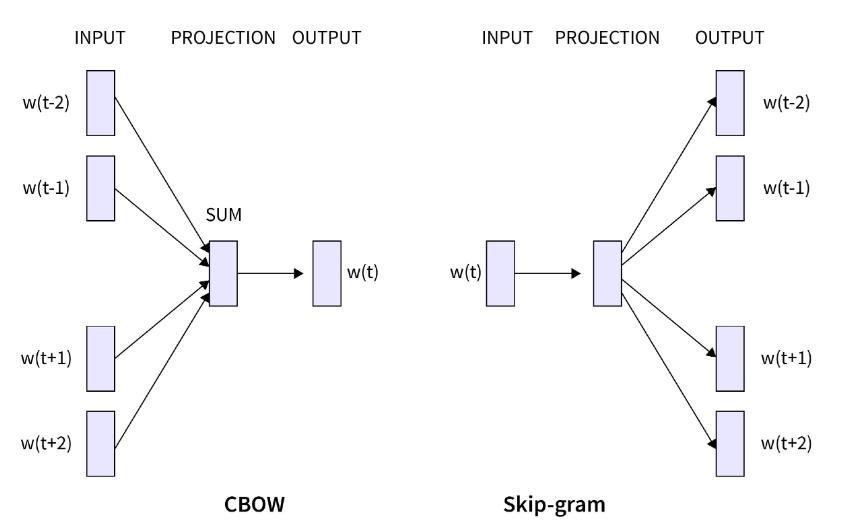 INPUT PROJECTION OUTPUT
w(t-2)
w(t-1)
SUM
w(t)
w(t+1)
w(t+2)
CBOW
INPUT PROJECTION OUTPUT
w(t-2)
w(t-1)
w(t)
w(t+1)
w(t+2)
Skip-gram